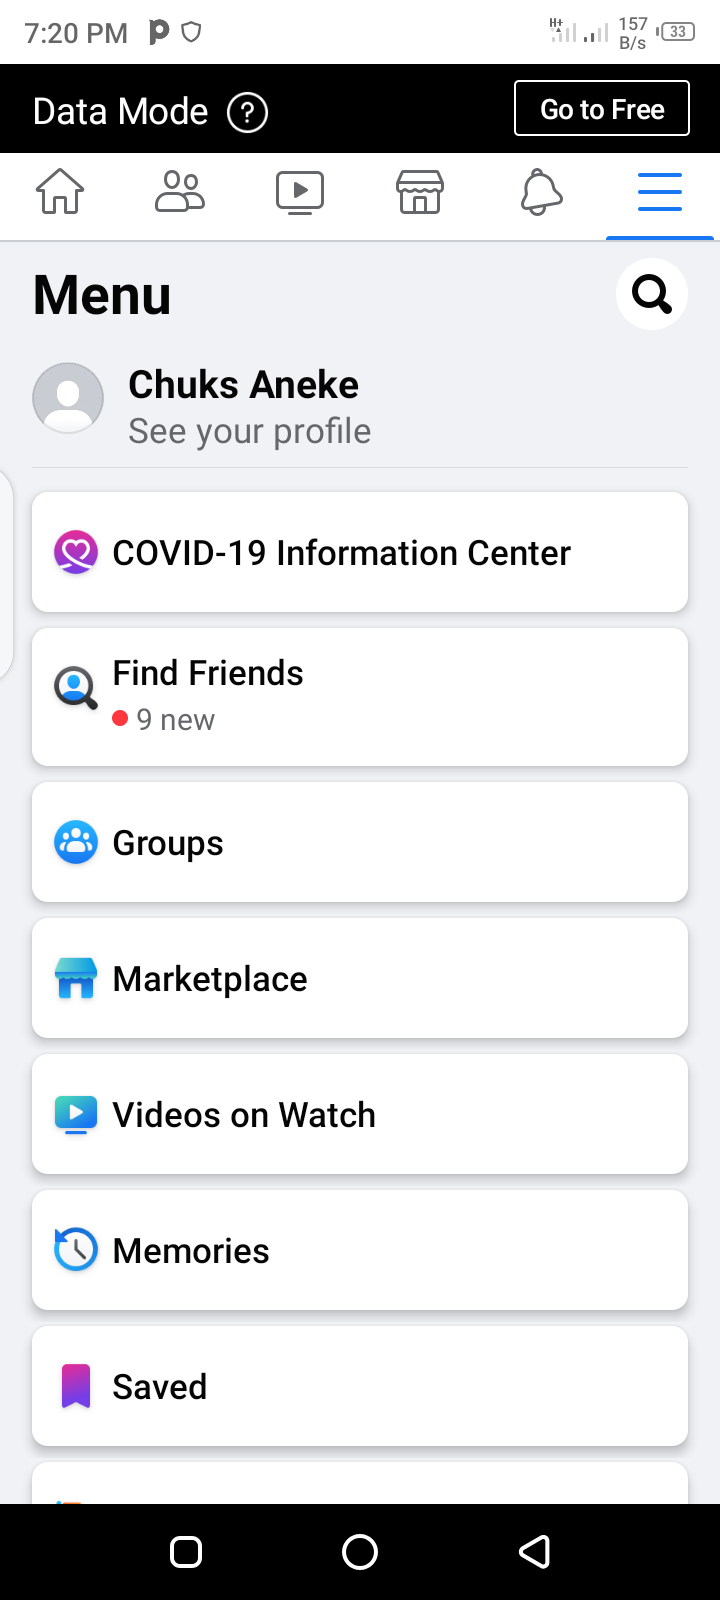 7:20 PM
H+
157
B/s
33
Data Mode
?
Go to Free
Menu
Chuks Aneke
See your profile
COVID-19 Information Center
Find Friends
9 new
Groups
Marketplace
Videos on Watch
Memories
Saved